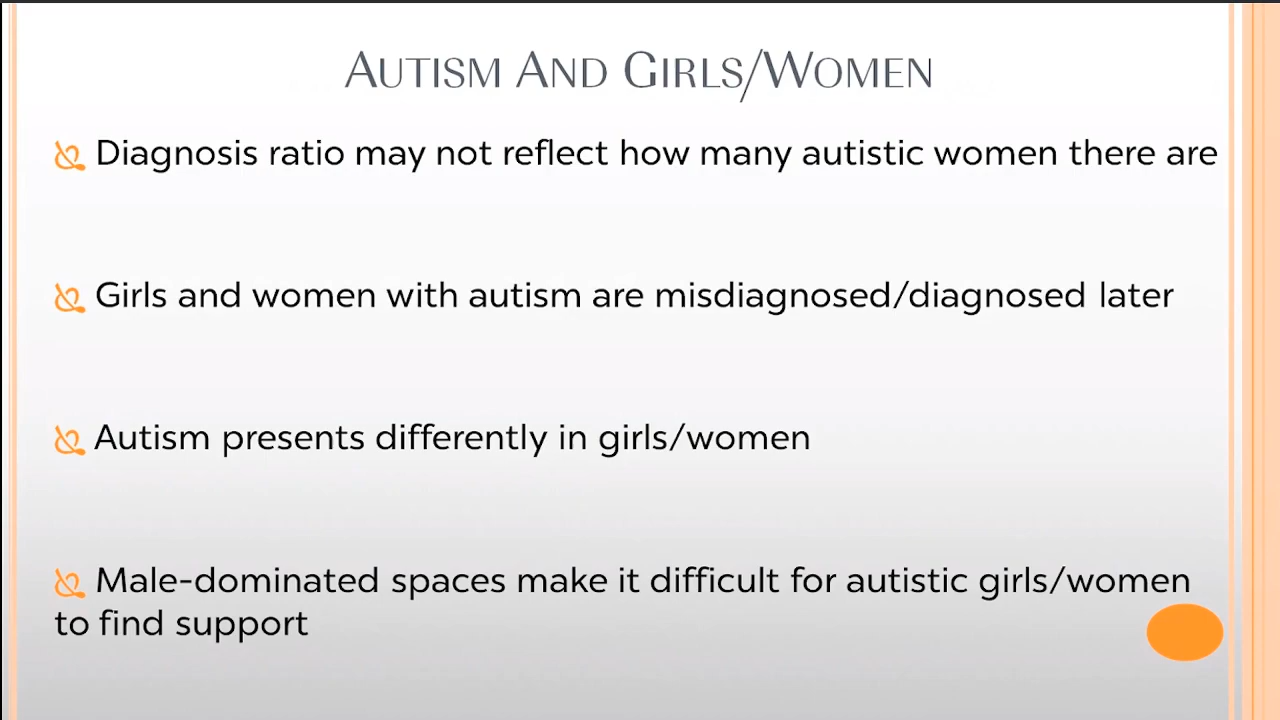 Autism And Girls/Women
Diagnosis ratio may not reflect how many autistic women there are
Girls and women with autism are misdiagnosed/diagnosed later
Autism presents differently in girls/women
Male-dominated spaces make it difficult for autistic girls/women
to find support